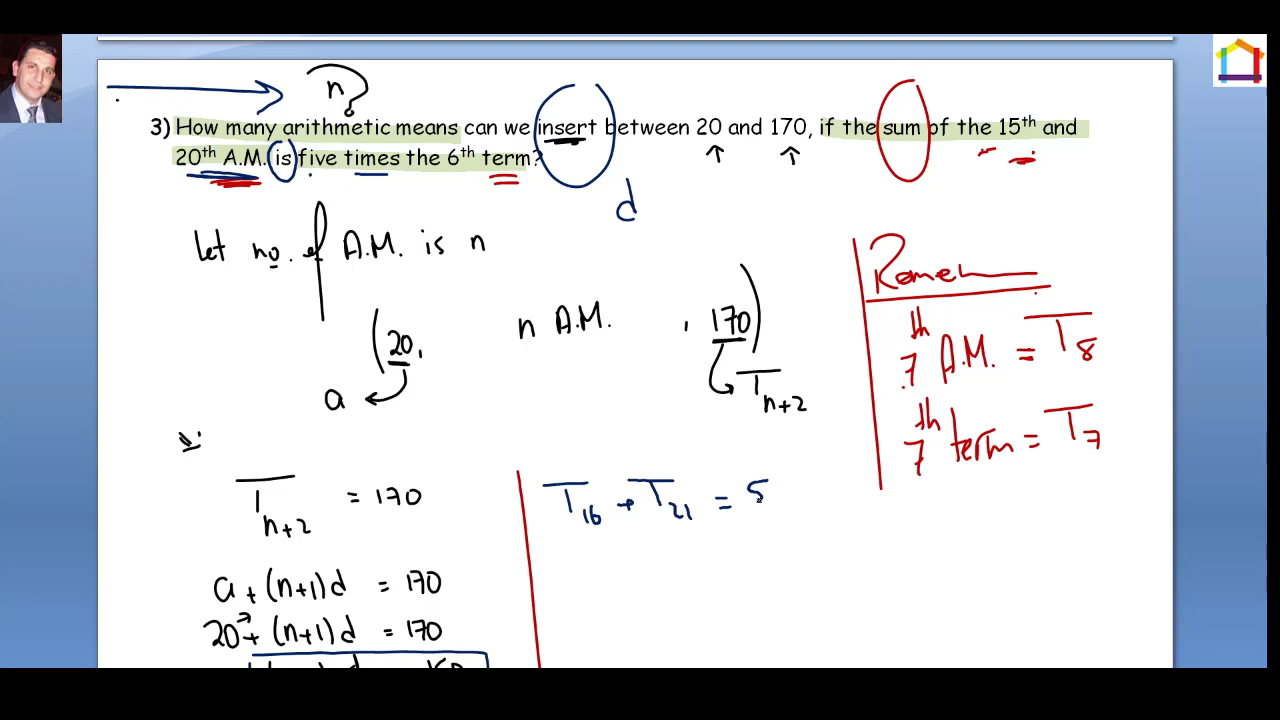 n?
3) How many arithmetic means can we insert between 20 and 170, if the sum of the 15th and
20th A.M. is five times the 6th term?
d
let no. of A.M. is n
(20, n A.M. , 170)
a
T n+2
7th A.M. = T8
7th term = T7
T n+2 = 170
a + (n+1)d = 170
20 + (n+1)d = 170
T16 + T21 = 5